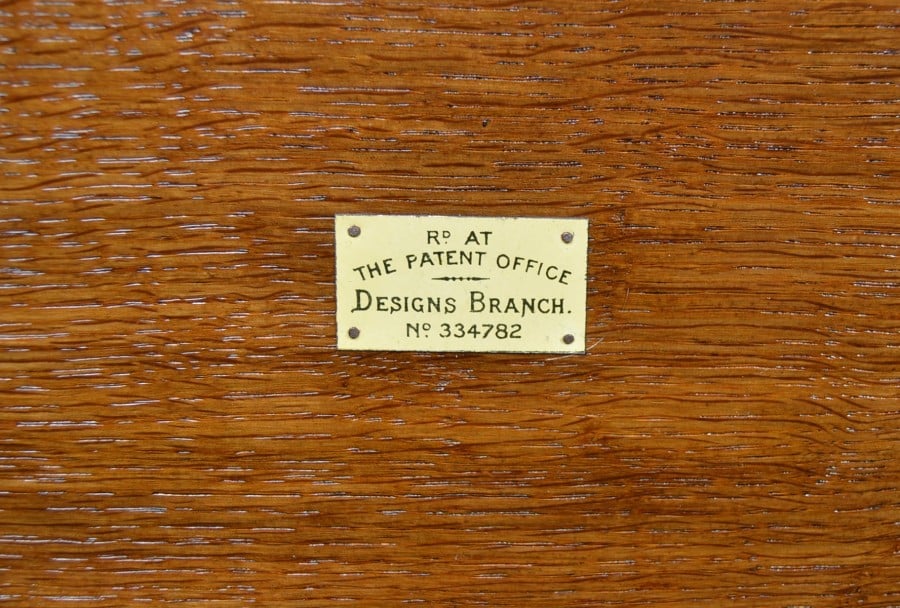 Rᴰ AT
THE PATENT OFFICE
DESIGNS BRANCH.
Nº 334782